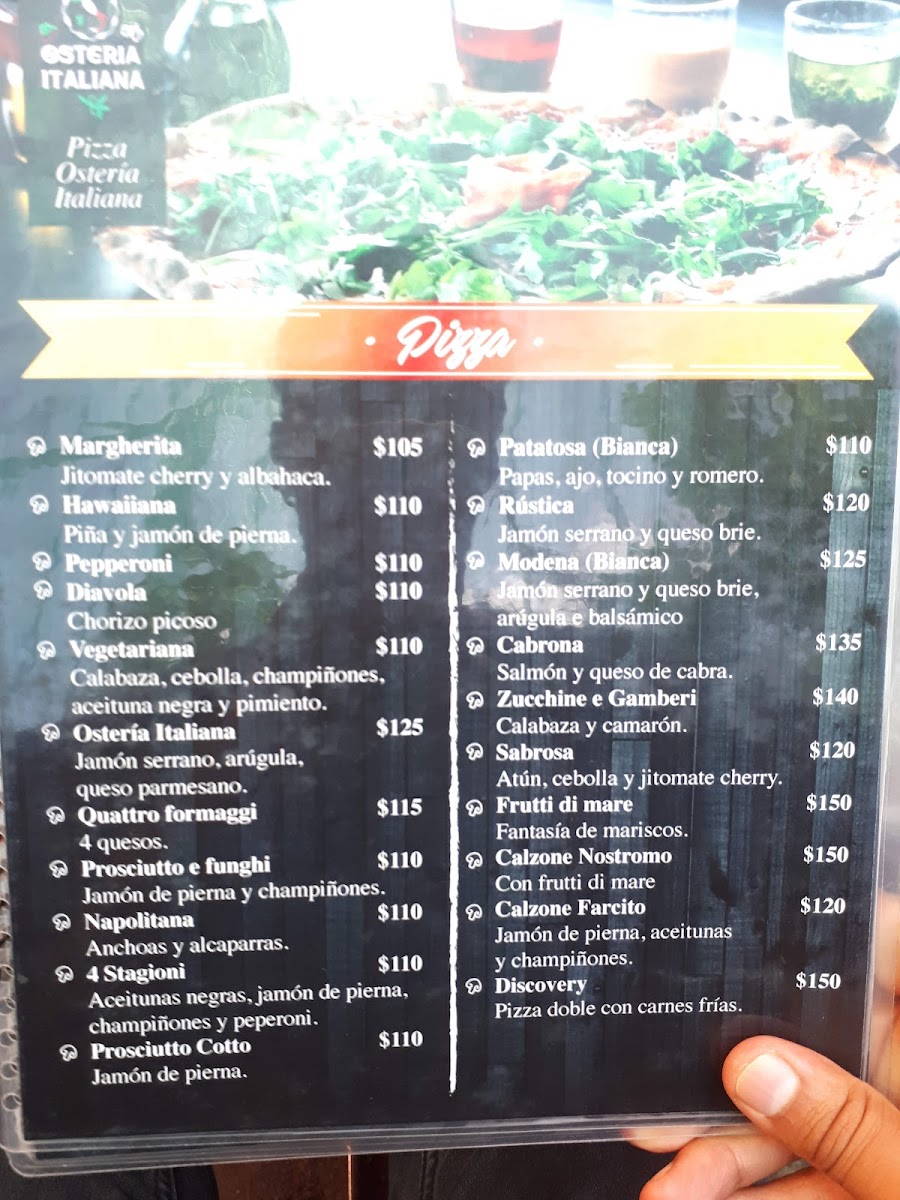 OSTERIA
ITALIANA
Pizza
Ostería
Italiana
· Pizza ·
Margherita $105
Jitomate cherry y albahaca.
Hawaiiana $110
Piña y jamón de pierna.
Pepperoni $110
Diavola $110
Chorizo picoso
Vegetariana $110
Calabaza, cebolla, champiñones,
aceituna negra y pimiento.
Ostería Italiana $125
Jamón serrano, arúgula,
queso parmesano.
Quattro formaggi $115
4 quesos.
Prosciutto e funghi $110
Jamón de pierna y champiñones.
Napolitana $110
Anchoas y alcaparras.
4 Stagioni $110
Aceitunas negras, jamón de pierna,
champiñones y peperoni.
Prosciutto Cotto $110
Jamón de pierna.
Patatosa (Bianca) $110
Papas, ajo, tocino y romero.
Rústica $120
Jamón serrano y queso brie.
Modena (Bianca) $125
Jamón serrano y queso brie,
arúgula e balsámico
Cabrona $135
Salmón y queso de cabra.
Zucchine e Gamberi $140
Calabaza y camarón.
Sabrosa $120
Atún, cebolla y jitomate cherry.
Frutti di mare $150
Fantasía de mariscos.
Calzone Nostromo $150
Con frutti di mare
Calzone Farcito $120
Jamón de pierna, aceitunas
y champiñones.
Discovery $150
Pizza doble con carnes frías.